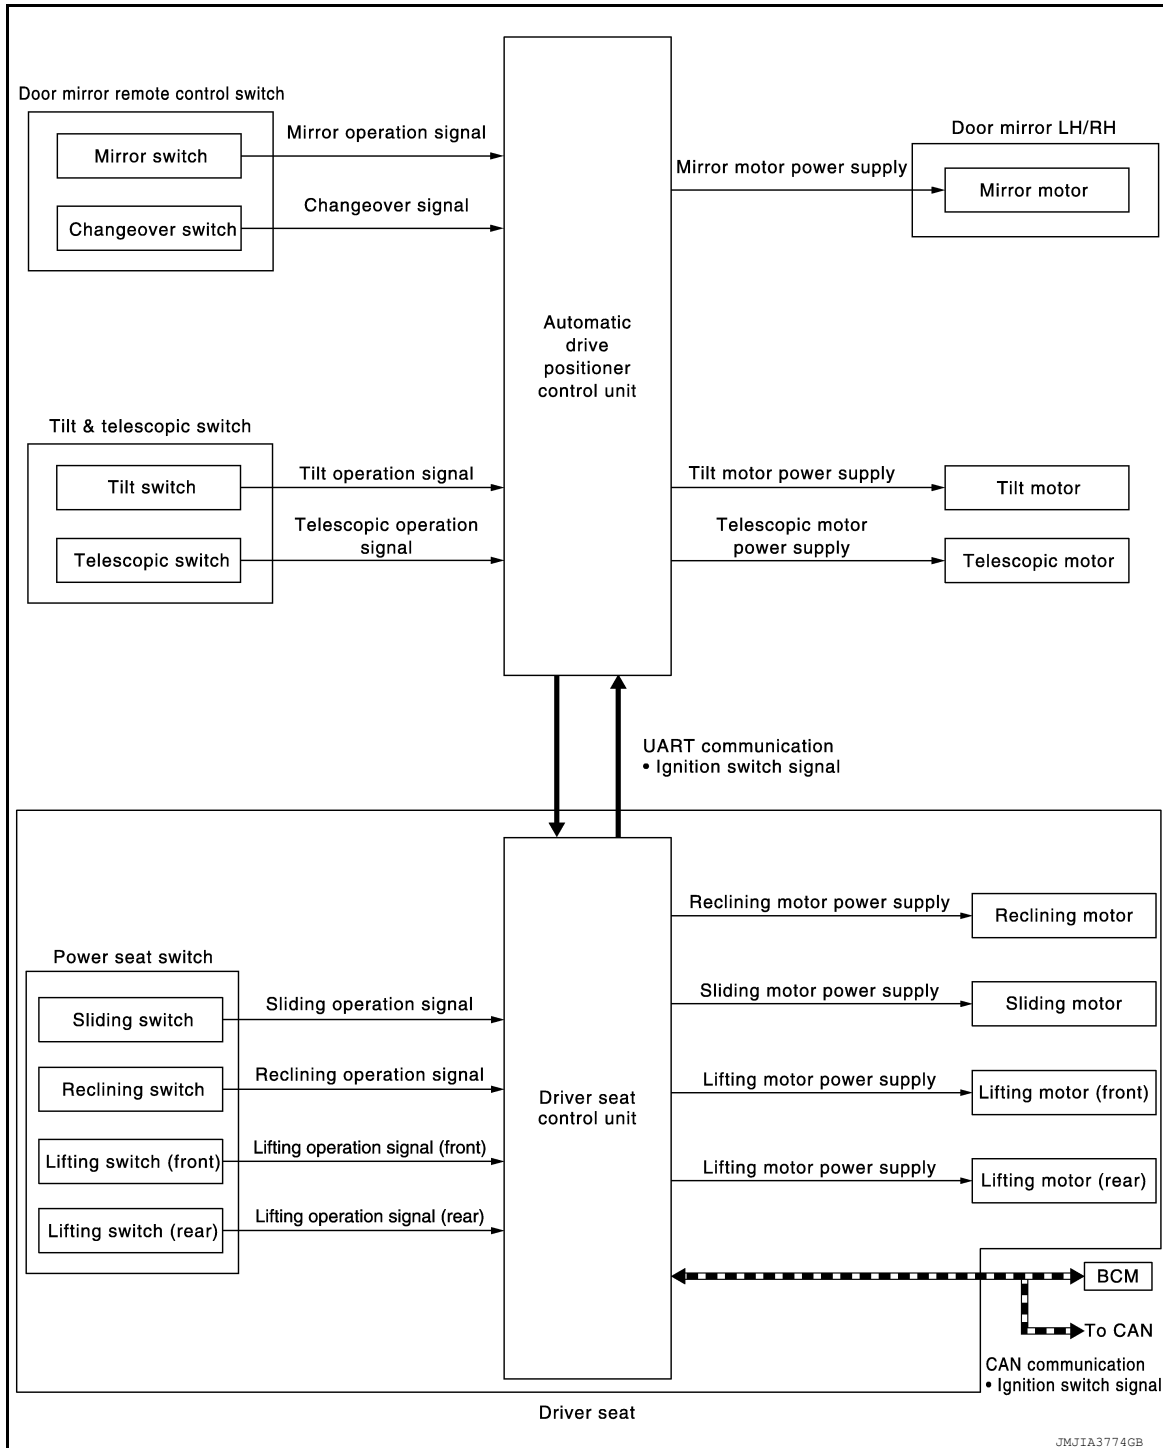 Door mirror remote control switch
Mirror switch
Mirror operation signal
Changeover switch
Changeover signal
Door mirror LH/RH
Mirror motor power supply
Mirror motor
Automatic
drive
positioner
control unit
Tilt & telescopic switch
Tilt switch
Tilt operation signal
Telescopic switch
Telescopic operation
signal
Tilt motor power supply
Tilt motor
Telescopic motor
power supply
Telescopic motor
UART communication
• Ignition switch signal
Power seat switch
Sliding switch
Sliding operation signal
Reclining switch
Reclining operation signal
Lifting switch (front)
Lifting operation signal (front)
Lifting switch (rear)
Lifting operation signal (rear)
Driver seat
control unit
Reclining motor power supply
Reclining motor
Sliding motor power supply
Sliding motor
Lifting motor power supply
Lifting motor (front)
Lifting motor power supply
Lifting motor (rear)
BCM
To CAN
CAN communication
• Ignition switch signal
Driver seat
JMJIA3774GB